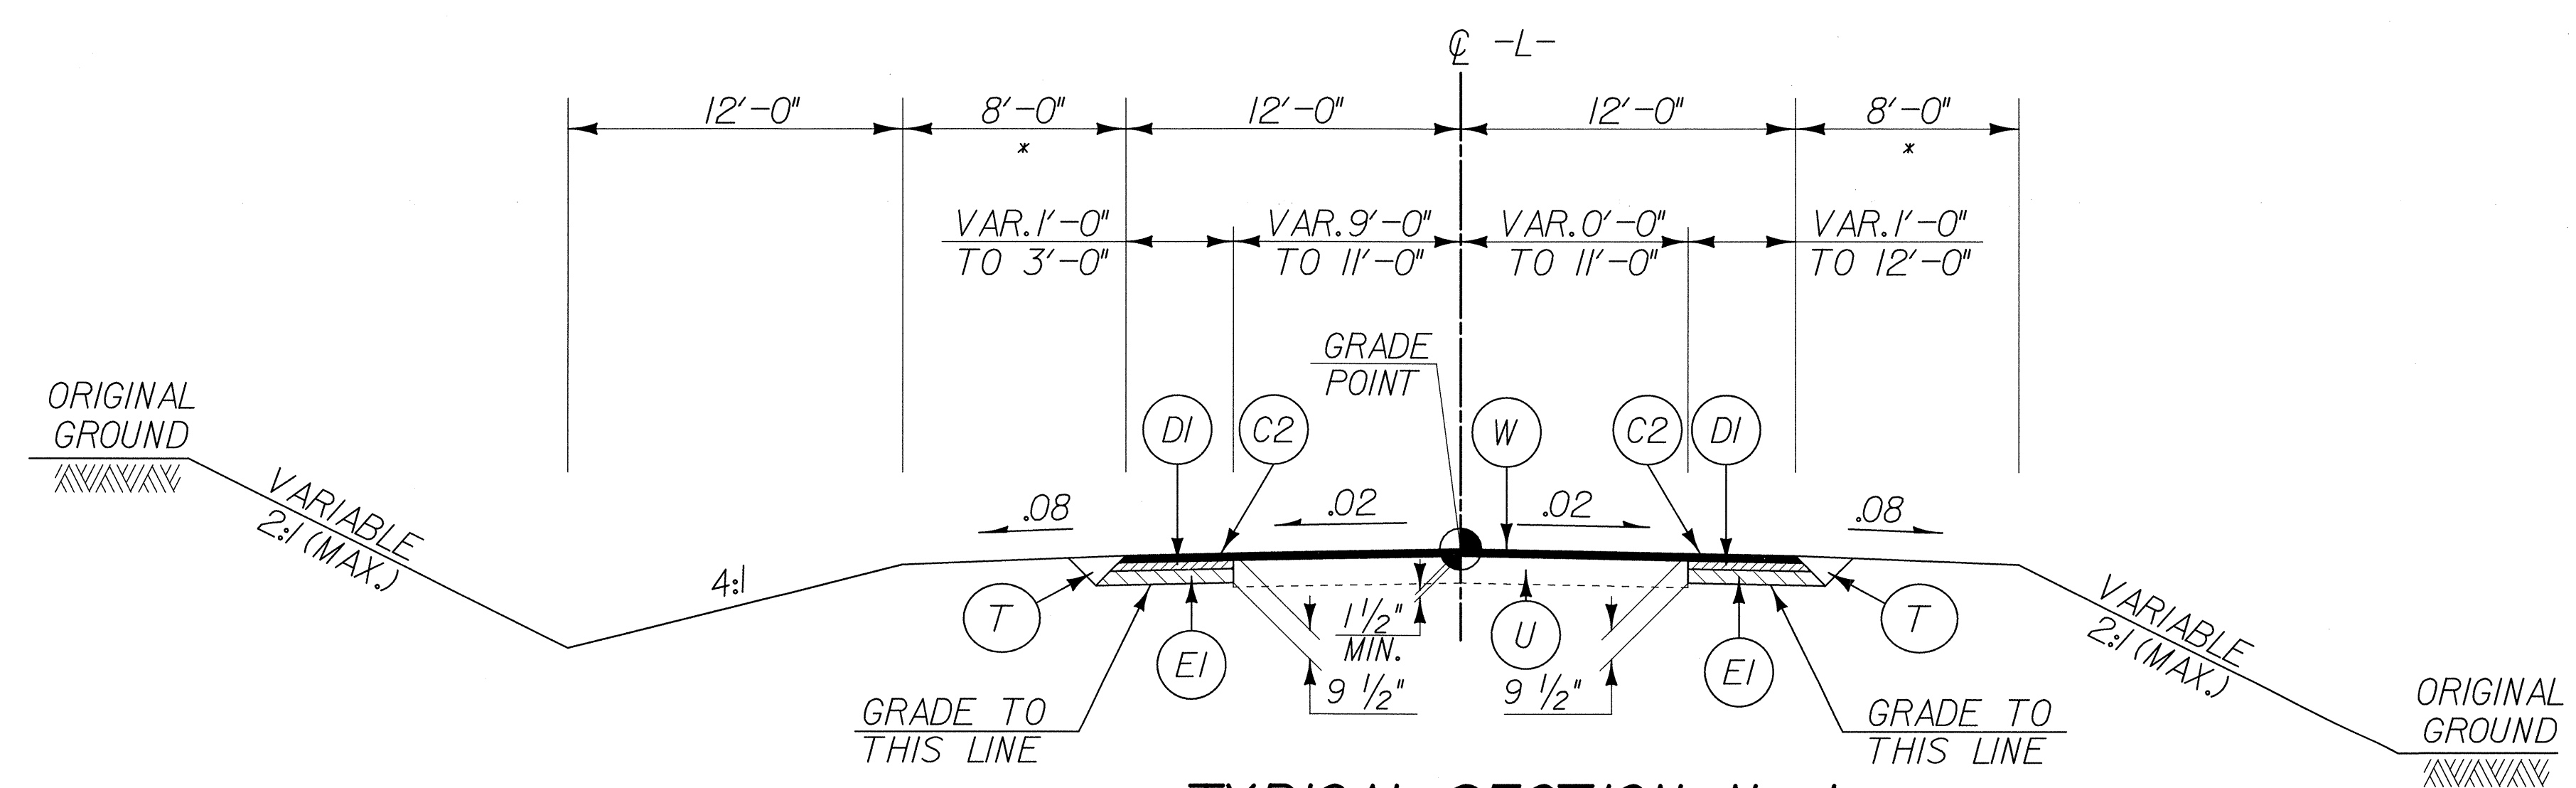 ℄ -L-
12'-0" 8'-0" 12'-0" 12'-0" 8'-0"
* *
VAR. 1'-0" VAR. 9'-0" VAR. 0'-0" VAR. 1'-0"
TO 3'-0" TO 11'-0" TO 11'-0" TO 12'-0"
GRADE
POINT
ORIGINAL
GROUND
D1 C2 W C2 D1
VARIABLE
2:1 (MAX.)
.08 .02 .02 .08
4:1
T E1 U E1 T
1 1/2"
MIN.
9 1/2" 9 1/2"
VARIABLE
2:1 (MAX.)
GRADE TO
THIS LINE
GRADE TO
THIS LINE
ORIGINAL
GROUND
TYPICAL SECTION